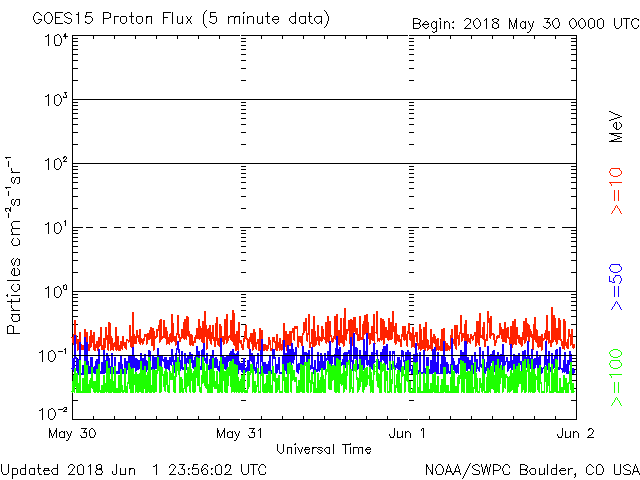 GOES15 Proton Flux (5 minute data)
Begin: 2018 May 30 0000 UTC
10⁴
10³
10²
10¹
10⁰
10⁻¹
10⁻²
Particles cm⁻²s⁻¹sr⁻¹
MeV
>=10
>=50
>=100
May 30
May 31
Jun 1
Jun 2
Universal Time
Updated 2018 Jun 1 23:56:02 UTC
NOAA/SWPC Boulder, CO USA